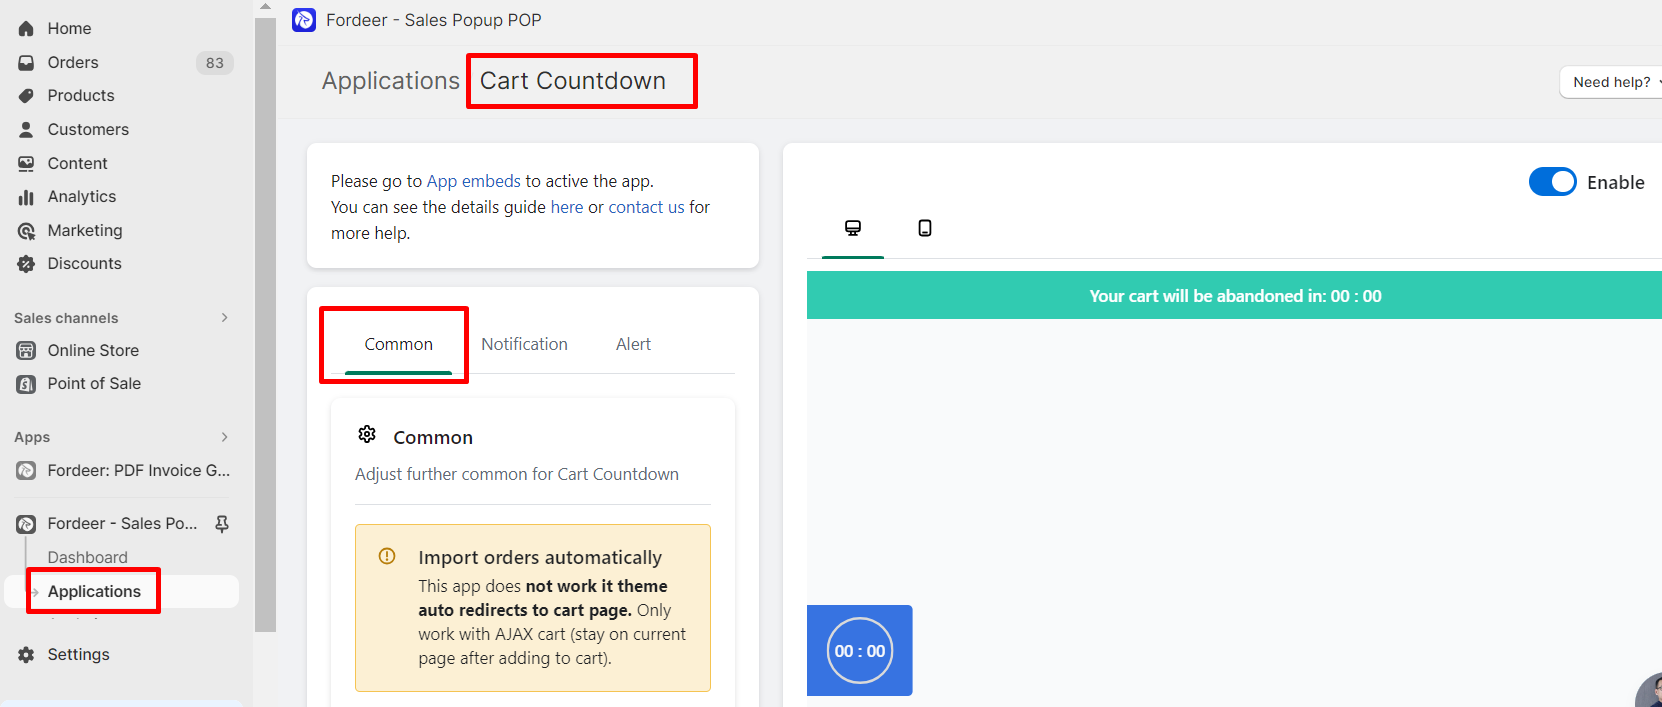 Home
Orders 83
Products
Customers
Content
Analytics
Marketing
Discounts
Sales channels
Online Store
Point of Sale
Apps
Fordeer: PDF Invoice G...
Fordeer - Sales Po...
Dashboard
Applications
Settings
Fordeer - Sales Popup POP
Applications Cart Countdown
Need help?
Please go to App embeds to active the app.
You can see the details guide here or contact us for
more help.
Common Notification Alert
Common
Adjust further common for Cart Countdown
Import orders automatically
This app does not work it theme
auto redirects to cart page. Only
work with AJAX cart (stay on current
page after adding to cart).
Enable
Your cart will be abandoned in: 00 : 00
00 : 00